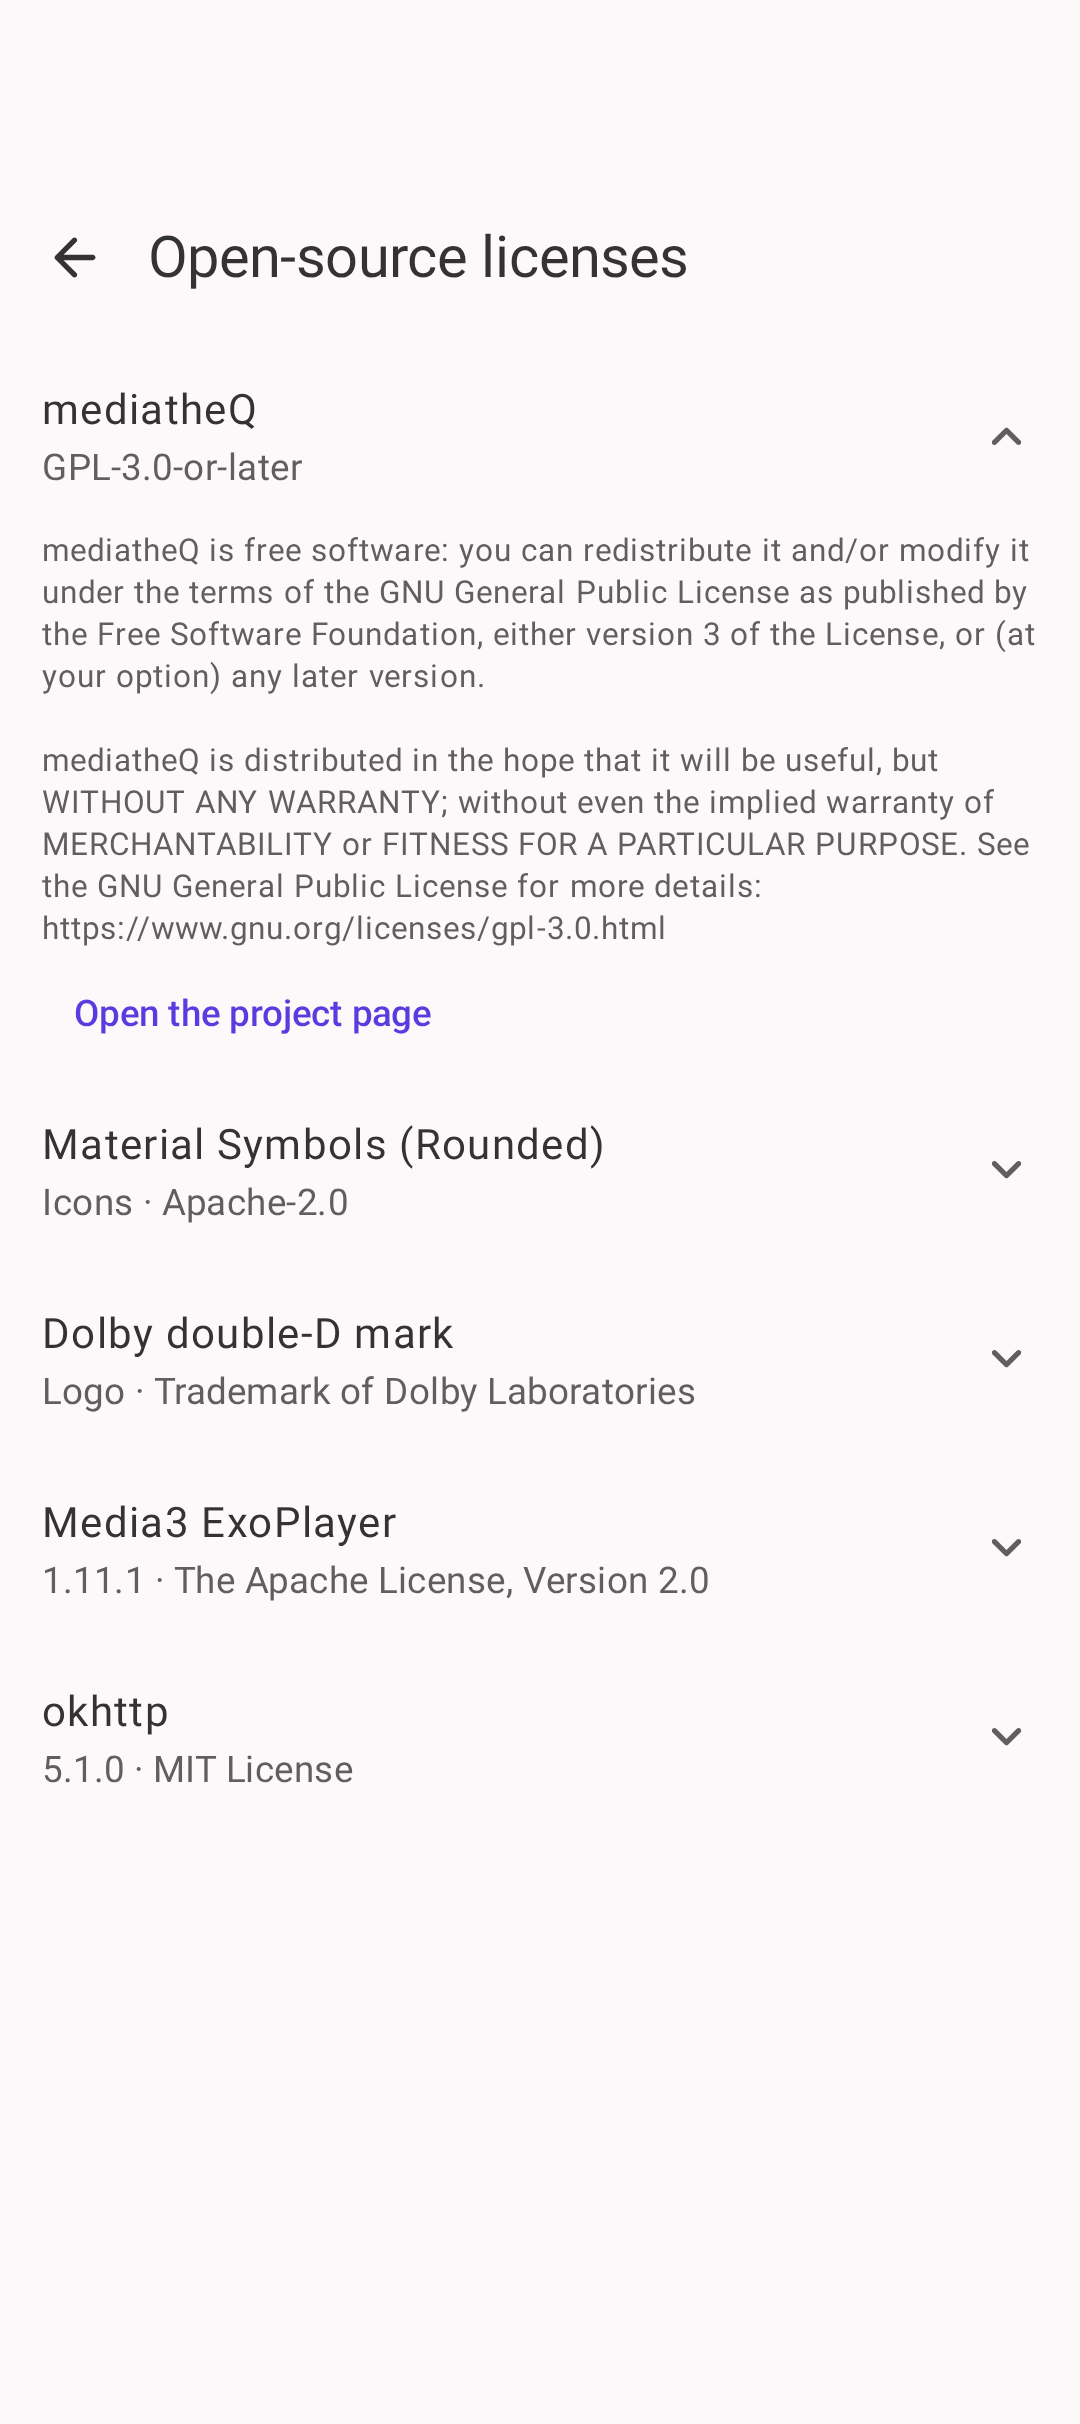 Open-source licenses
mediatheQ
GPL-3.0-or-later
mediatheQ is free software: you can redistribute it and/or modify it
under the terms of the GNU General Public License as published by
the Free Software Foundation, either version 3 of the License, or (at
your option) any later version.
mediatheQ is distributed in the hope that it will be useful, but
WITHOUT ANY WARRANTY; without even the implied warranty of
MERCHANTABILITY or FITNESS FOR A PARTICULAR PURPOSE. See
the GNU General Public License for more details:
https://www.gnu.org/licenses/gpl-3.0.html
Open the project page
Material Symbols (Rounded)
Icons · Apache-2.0
Dolby double-D mark
Logo · Trademark of Dolby Laboratories
Media3 ExoPlayer
1.11.1 · The Apache License, Version 2.0
okhttp
5.1.0 · MIT License